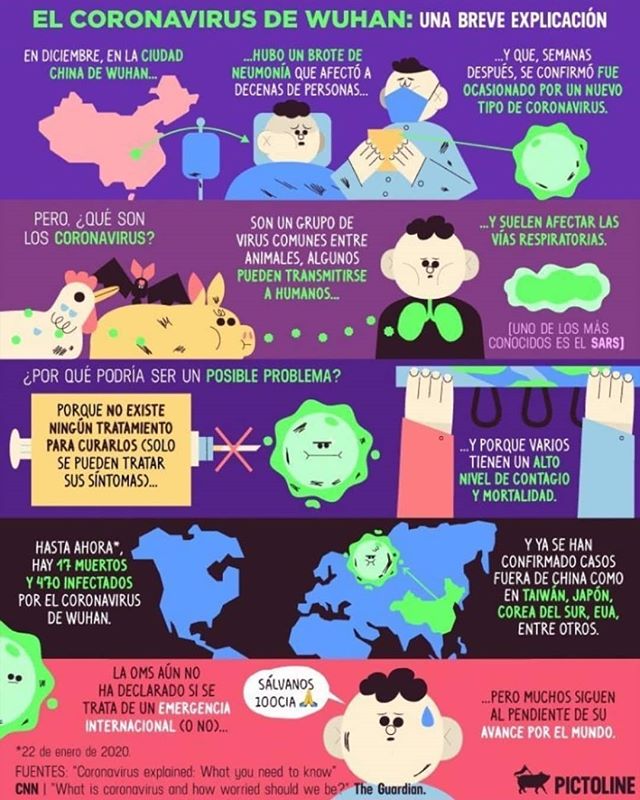 EL CORONAVIRUS DE WUHAN: UNA BREVE EXPLICACIÓN
EN DICIEMBRE, EN LA CIUDAD
CHINA DE WUHAN...
...HUBO UN BROTE DE
NEUMONÍA QUE AFECTÓ A
DECENAS DE PERSONAS...
...Y QUE, SEMANAS
DESPUÉS, SE CONFIRMÓ FUE
OCASIONADO POR UN NUEVO
TIPO DE CORONAVIRUS.
PERO, ¿QUÉ SON
LOS CORONAVIRUS?
SON UN GRUPO DE
VIRUS COMUNES ENTRE
ANIMALES, ALGUNOS
PUEDEN TRANSMITIRSE
A HUMANOS...
...Y SUELEN AFECTAR LAS
VÍAS RESPIRATORIAS.
[UNO DE LOS MÁS
CONOCIDOS ES EL SARS]
¿POR QUÉ PODRÍA SER UN POSIBLE PROBLEMA?
PORQUE NO EXISTE
NINGÚN TRATAMIENTO
PARA CURARLOS (SOLO
SE PUEDEN TRATAR
SUS SÍNTOMAS)...
...Y PORQUE VARIOS
TIENEN UN ALTO
NIVEL DE CONTAGIO
Y MORTALIDAD.
HASTA AHORA*,
HAY 17 MUERTOS
Y 470 INFECTADOS
POR EL CORONAVIRUS
DE WUHAN.
Y YA SE HAN
CONFIRMADO CASOS
FUERA DE CHINA COMO
EN TAIWÁN, JAPÓN,
COREA DEL SUR, EUA,
ENTRE OTROS.
LA OMS AÚN NO
HA DECLARADO SI SE
TRATA DE UN EMERGENCIA
INTERNACIONAL (O NO)...
SÁLVANOS
100CIA 🙏
...PERO MUCHOS SIGUEN
AL PENDIENTE DE SU
AVANCE POR EL MUNDO.
*22 de enero de 2020.
FUENTES: "Coronavirus explained: What you need to know"
CNN | "What is coronavirus and how worried should we be?" The Guardian.
PICTOLINE